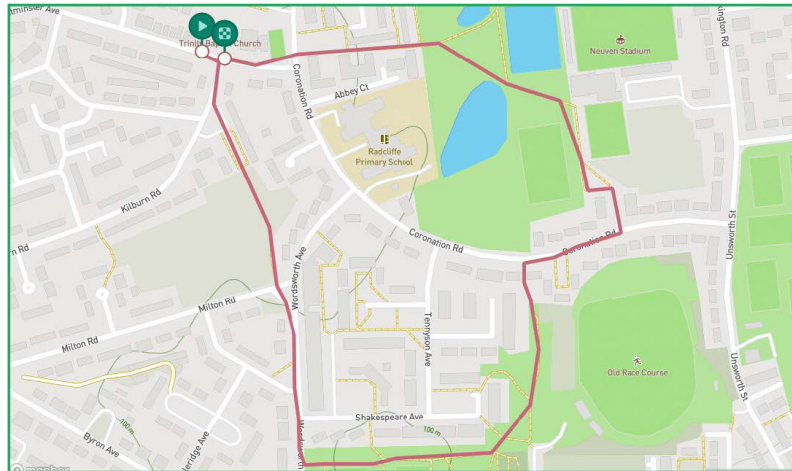 Trinity Baptist Church
Neuven Stadium
Coronation Rd
Abbey Ct
Radcliffe
Primary School
Kilburn Rd
Coronation Rd
Coronation Rd
Unsworth St
Wordsworth Ave
Milton Rd
Milton Rd
Tennyson Ave
Old Race Course
Unsworth St
Shakespeare Ave
100 m
100 m
Byron Ave
mapbox